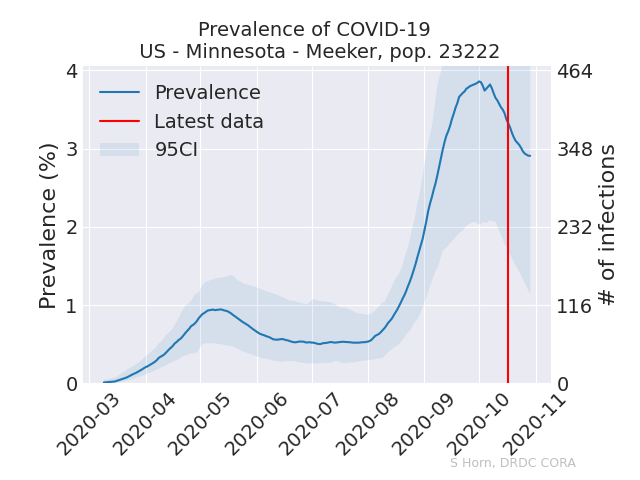 Prevalence of COVID-19
US - Minnesota - Meeker, pop. 23222
Prevalence
Latest data
95CI
Prevalence (%)
4
3
2
1
0
464
348
232
116
0
# of infections
2020-03
2020-04
2020-05
2020-06
2020-07
2020-08
2020-09
2020-10
2020-11
S Horn, DRDC CORA